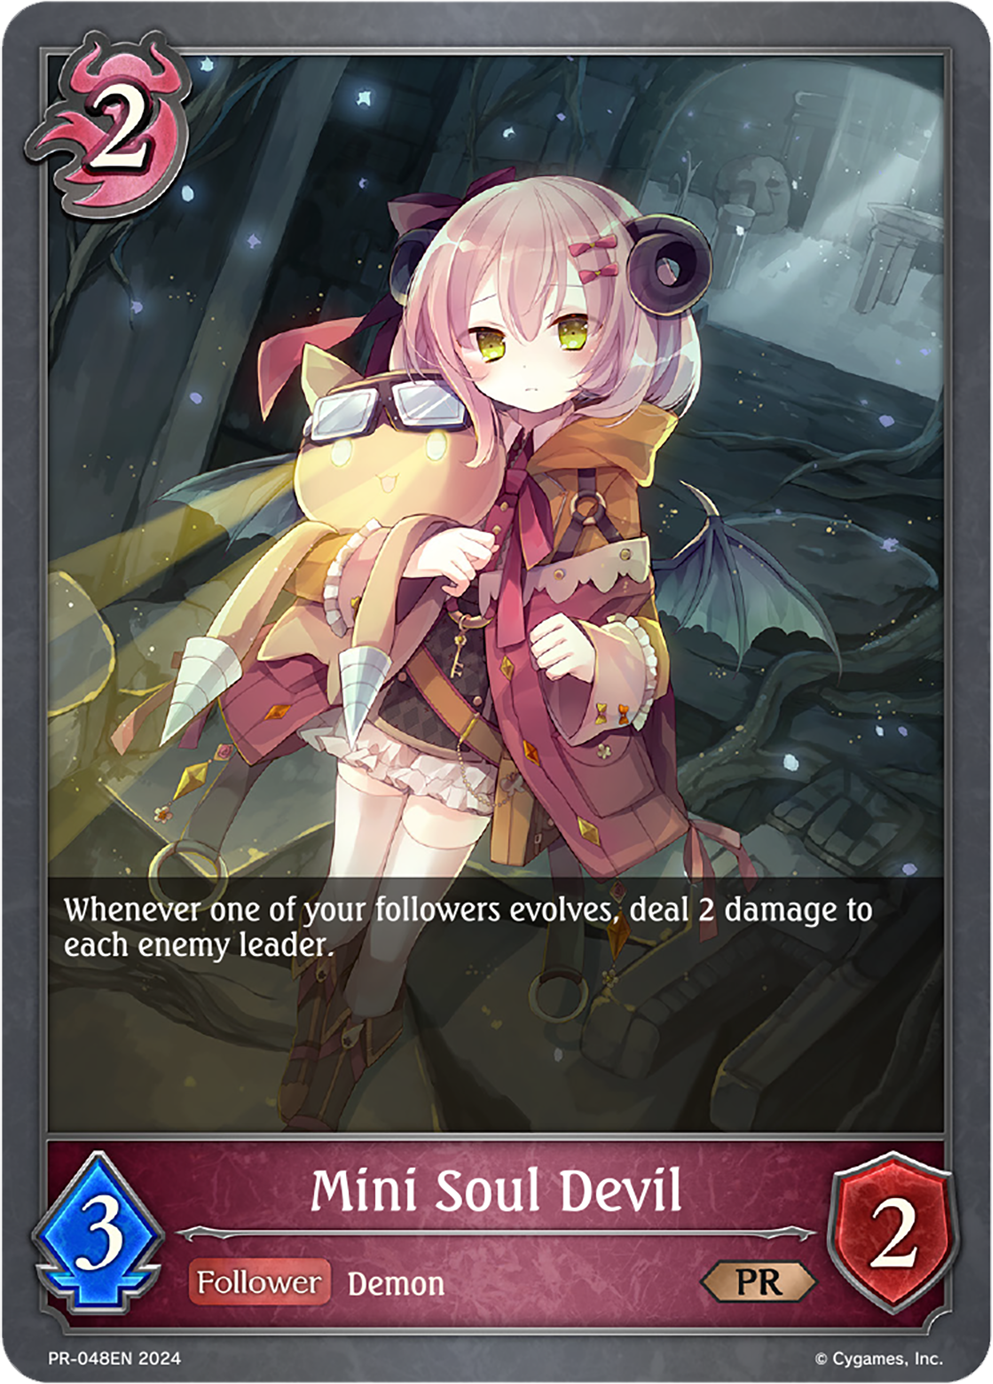 2
Whenever one of your followers evolves, deal 2 damage to
each enemy leader.
Mini Soul Devil
3
2
Follower Demon PR
PR-048EN 2024 © Cygames, Inc.